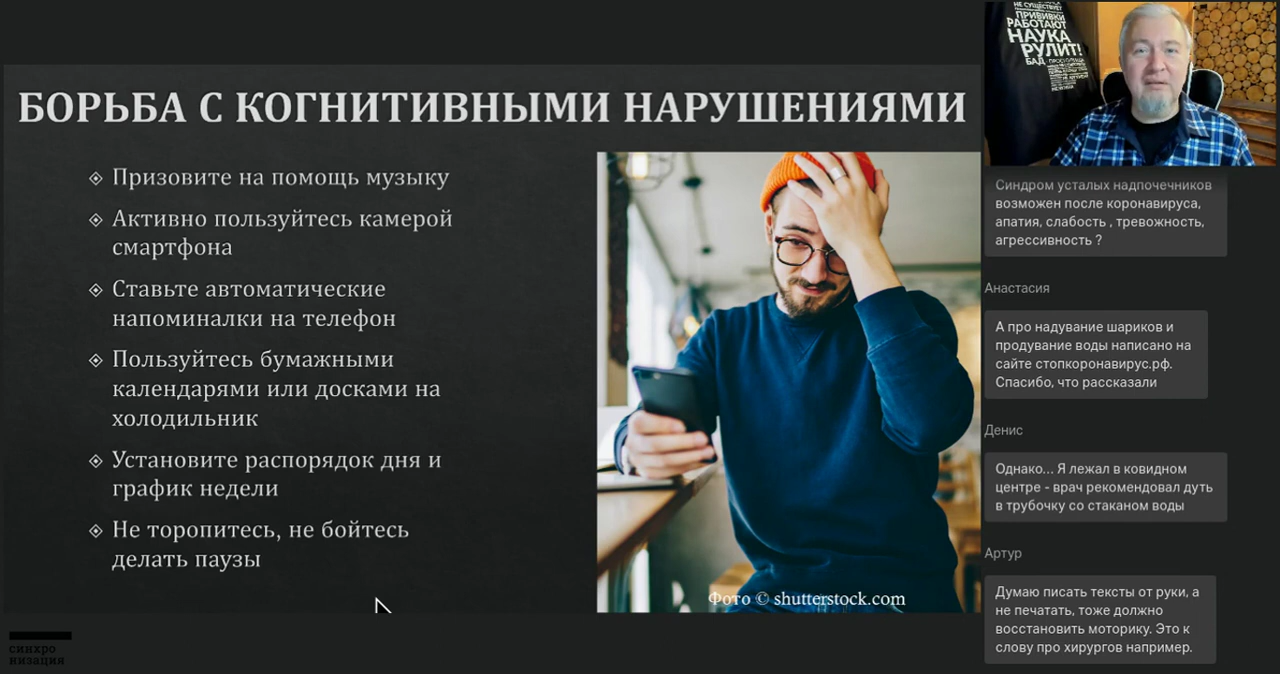 БОРЬБА С КОГНИТИВНЫМИ НАРУШЕНИЯМИ
Призовите на помощь музыку
Активно пользуйтесь камерой
смартфона
Ставьте автоматические
напоминалки на телефон
Пользуйтесь бумажными
календарями или досками на
холодильник
Установите распорядок дня и
график недели
Не торопитесь, не бойтесь
делать паузы
Фото © shutterstock.com
синхро
низация
НЕ СУЩЕСТВУЕТ
ПРИВИВКИ
РАБОТАЮТ
НАУКА
РУЛИТ!
БАД
Синдром усталых надпочечников
возможен после коронавируса,
апатия, слабость , тревожность,
агрессивность ?
Анастасия
А про надувание шариков и
продувание воды написано на
сайте стопкоронавирус.рф.
Спасибо, что рассказали
Денис
Однако... Я лежал в ковидном
центре - врач рекомендовал дуть
в трубочку со стаканом воды
Артур
Думаю писать тексты от руки, а
не печатать, тоже должно
восстановить моторику. Это к
слову про хирургов например.